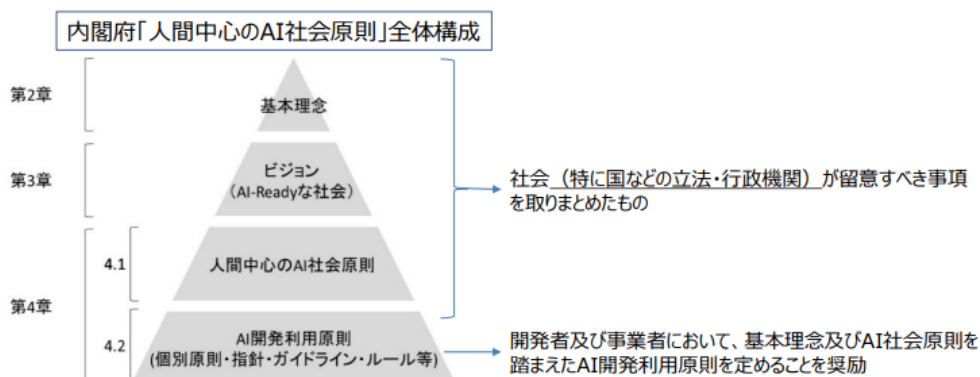 内閣府「人間中心のAI社会原則」全体構成
第2章
基本理念
第3章
ビジョン
（AI-Readyな社会）
社会（特に国などの立法・行政機関）が留意すべき事項
を取りまとめたもの
4.1
人間中心のAI社会原則
第4章
4.2
AI開発利用原則
(個別原則・指針・ガイドライン・ルール等)
開発者及び事業者において、基本理念及びAI社会原則を
踏まえたAI開発利用原則を定めることを奨励